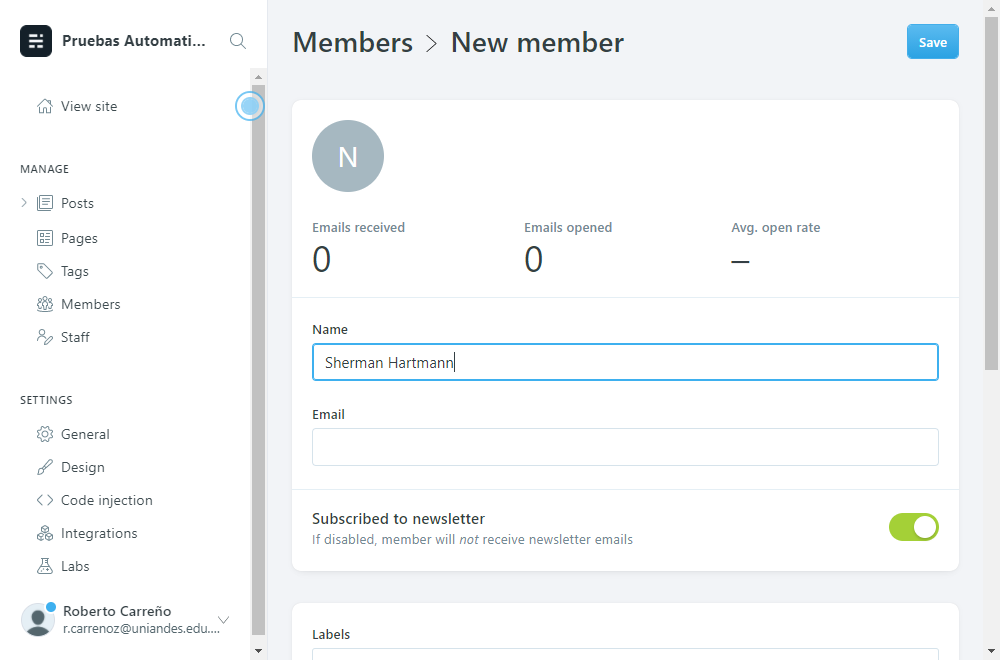 Pruebas Automati...
View site
MANAGE
Posts
Pages
Tags
Members
Staff
SETTINGS
General
Design
Code injection
Integrations
Labs
Roberto Carreño
r.carrenoz@uniandes.edu....
Members > New member
Save
N
Emails received
0
Emails opened
0
Avg. open rate
–
Name
Sherman Hartmann
Email
Subscribed to newsletter
If disabled, member will not receive newsletter emails
Labels